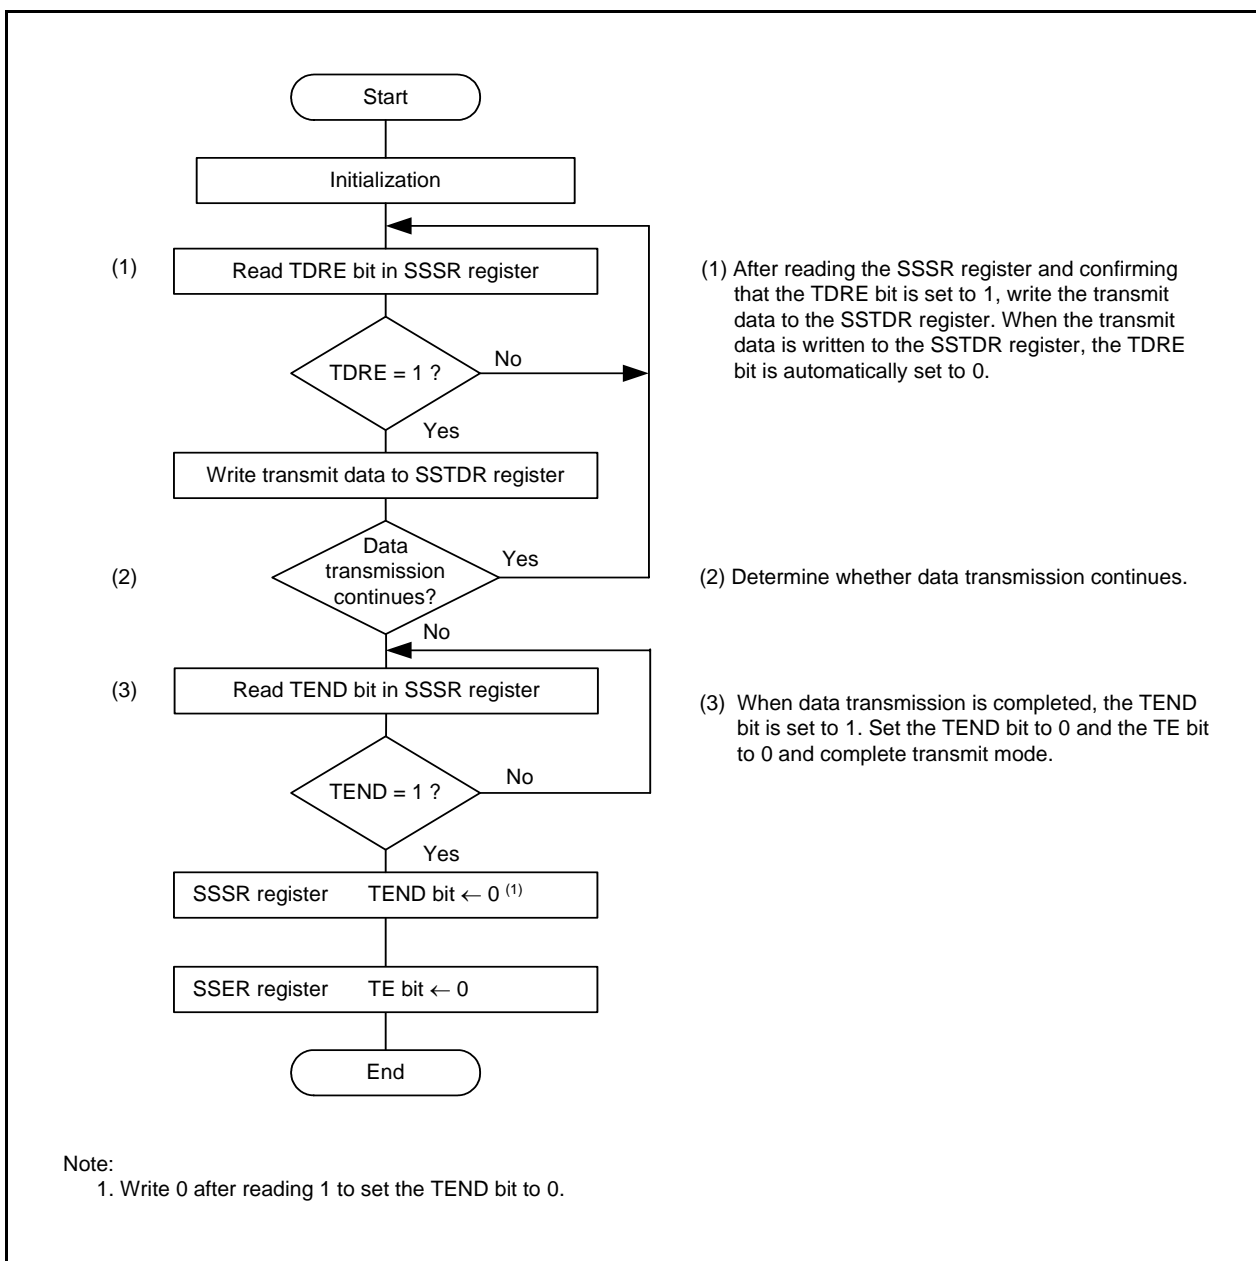 Start
Initialization
(1)
Read TDRE bit in SSSR register
(1) After reading the SSSR register and confirming
that the TDRE bit is set to 1, write the transmit
data to the SSTDR register. When the transmit
data is written to the SSTDR register, the TDRE
bit is automatically set to 0.
TDRE = 1 ?
No
Yes
Write transmit data to SSTDR register
(2)
Data
transmission
continues?
Yes
(2) Determine whether data transmission continues.
No
(3)
Read TEND bit in SSSR register
(3) When data transmission is completed, the TEND
bit is set to 1. Set the TEND bit to 0 and the TE bit
to 0 and complete transmit mode.
TEND = 1 ?
No
Yes
SSSR register TEND bit ← 0 (1)
SSER register TE bit ← 0
End
Note:
1. Write 0 after reading 1 to set the TEND bit to 0.